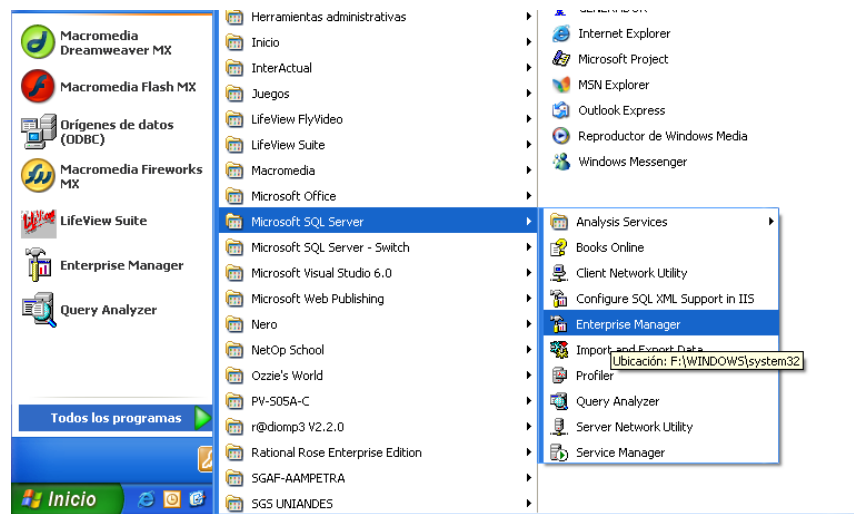 Macromedia
Dreamweaver MX
Macromedia Flash MX
Orígenes de datos
(ODBC)
Macromedia Fireworks
MX
LifeView Suite
Enterprise Manager
Query Analyzer
Todos los programas
Inicio
Herramientas administrativas
Inicio
InterActual
Juegos
LifeView FlyVideo
LifeView Suite
Macromedia
Microsoft Office
Microsoft SQL Server
Microsoft SQL Server - Switch
Microsoft Visual Studio 6.0
Microsoft Web Publishing
Nero
NetOp School
Ozzie's World
PV-S05A-C
r@diomp3 V2.2.0
Rational Rose Enterprise Edition
SGAF-AAMPETRA
SGS UNIANDES
Internet Explorer
Microsoft Project
MSN Explorer
Outlook Express
Reproductor de Windows Media
Windows Messenger
Analysis Services
Books Online
Client Network Utility
Configure SQL XML Support in IIS
Enterprise Manager
Import and Export Data
Ubicación: F:\WINDOWS\system32
Profiler
Query Analyzer
Server Network Utility
Service Manager